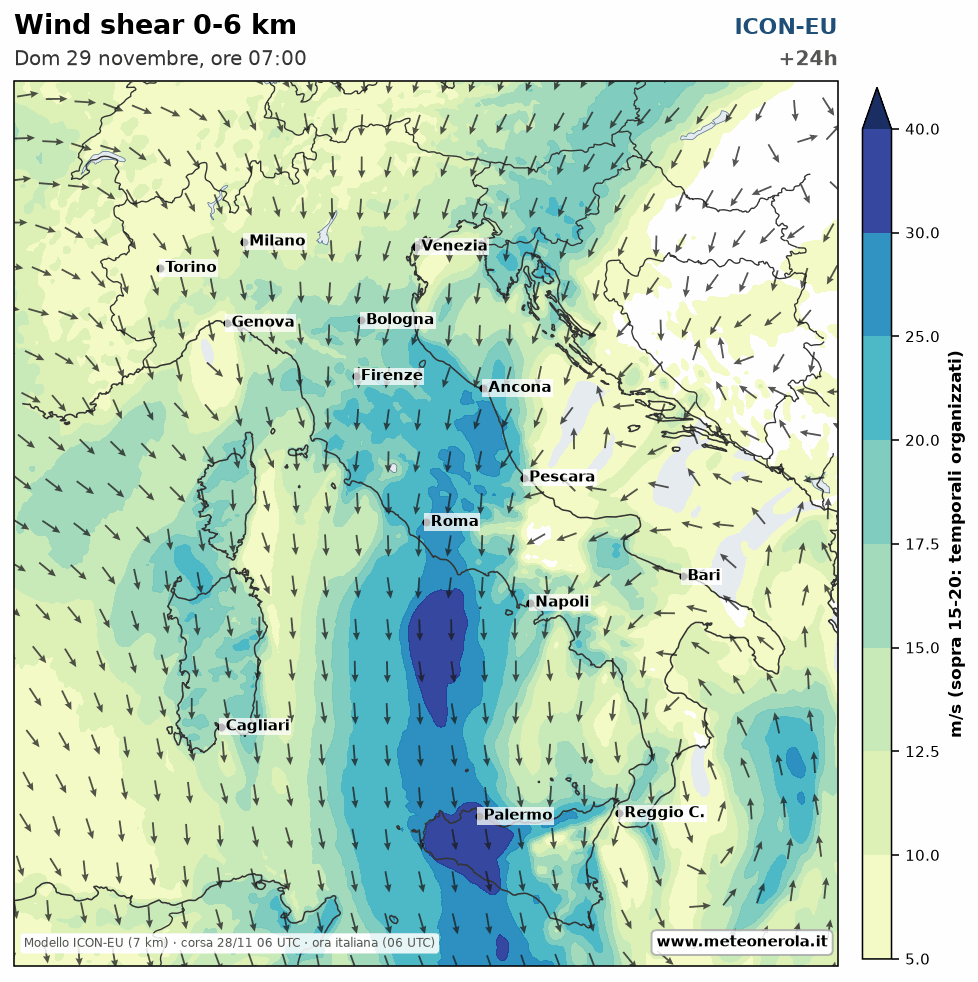 Wind shear 0-6 km
ICON-EU
Dom 29 novembre, ore 07:00
+24h
40.0
Milano
Venezia
30.0
Torino
Genova
Bologna
25.0
Firenze
Ancona
20.0
Pescara
Roma
17.5
Bari
Napoli
15.0
Cagliari
12.5
Palermo
Reggio C.
10.0
Modello ICON-EU (7 km) · corsa 28/11 06 UTC · ora italiana (06 UTC)
www.meteonerola.it
5.0
m/s (sopra 15-20: temporali organizzati)